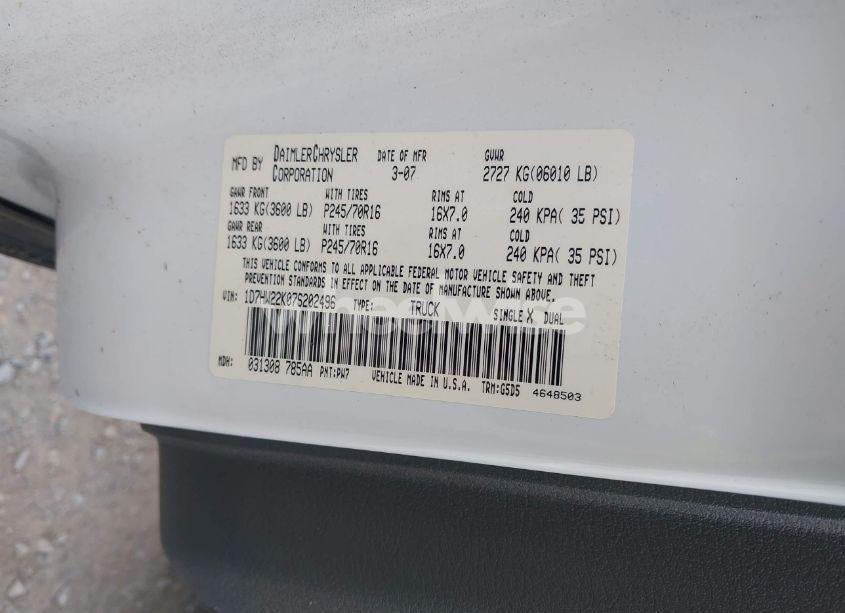 MFD BY DAIMLERCHRYSLER CORPORATION DATE OF MFR 3-07 GVWR 2727 KG(06010 LB)
GAWR FRONT WITH TIRES RIMS AT COLD
1633 KG(3600 LB) P245/70R16 16X7.0 240 KPA( 35 PSI)
GAWR REAR WITH TIRES RIMS AT COLD
1633 KG(3600 LB) P245/70R16 16X7.0 240 KPA( 35 PSI)
THIS VEHICLE CONFORMS TO ALL APPLICABLE FEDERAL MOTOR VEHICLE SAFETY AND THEFT
PREVENTION STANDARDS IN EFFECT ON THE DATE OF MANUFACTURE SHOWN ABOVE.
VIN: 1D7HW22K07S202496 TYPE: TRUCK SINGLE X DUAL
MDH: 031308 785AA PNT:PW7 VEHICLE MADE IN U.S.A. TRM:G5D5 4648503